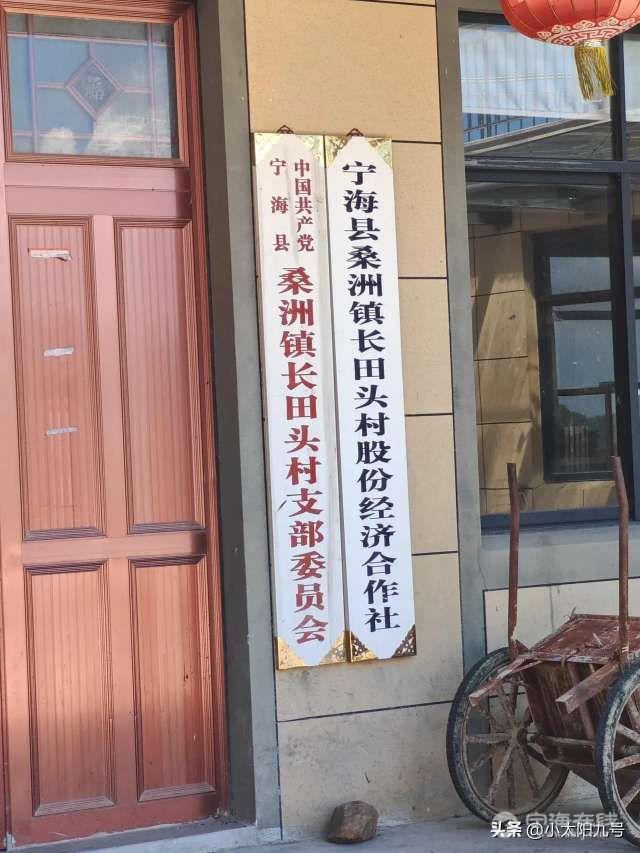 中国共产党
宁海县
桑洲镇长田头村支部委员会
宁海县桑洲镇长田头村股份经济合作社
宁海在线
头条 @小太阳九号